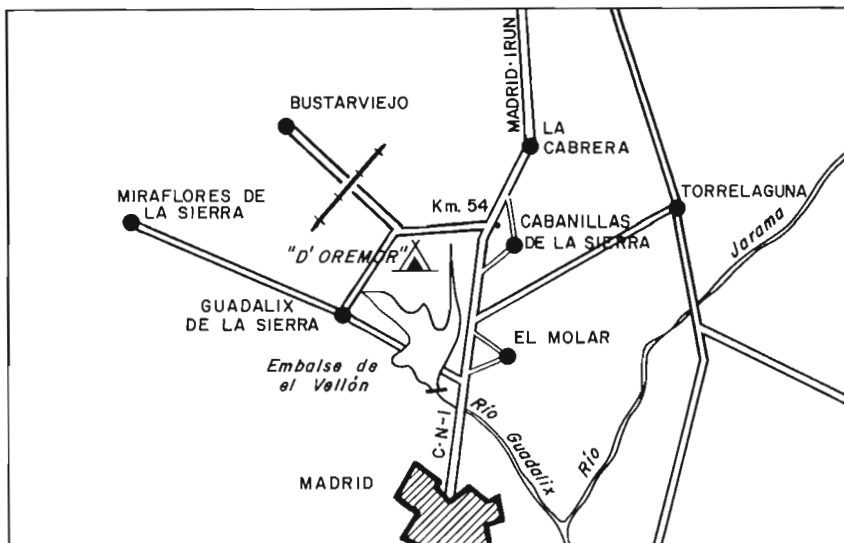 MADRID-IRUN
BUSTARVIEJO
LA
CABRERA
MIRAFLORES DE
LA SIERRA
Km. 54
TORRELAGUNA
CABANILLAS
DE LA SIERRA
"D'OREMOR"
Jarama
GUADALIX
DE LA SIERRA
EL MOLAR
Embalse de
el Vellón
C-N-I
Río
Guadalix
Río
MADRID